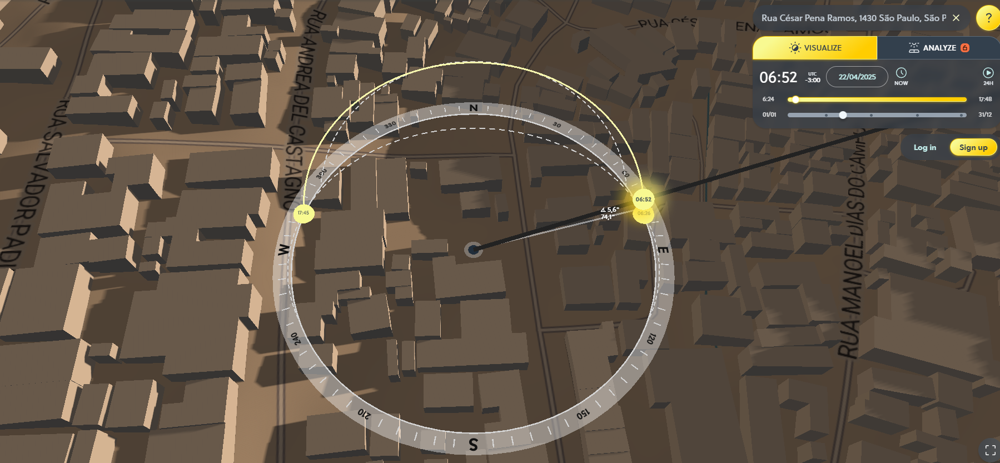 Rua César Pena Ramos, 1430 São Paulo, São P
?
VISUALIZE
ANALYZE
06:52
UTC
-3:00
22/04/2025
NOW
24H
6:24
17:48
01/01
31/12
Log in
Sign up
RUA ANDREA DEL CASTAGNO
RUA SALVADOR
RUA MANOEL DIAS DO
RUA CÉS
ENA
N
330
30
300
60
17:45
06:52
5,6°
74,1°
06:26
W
E
240
120
210
150
S